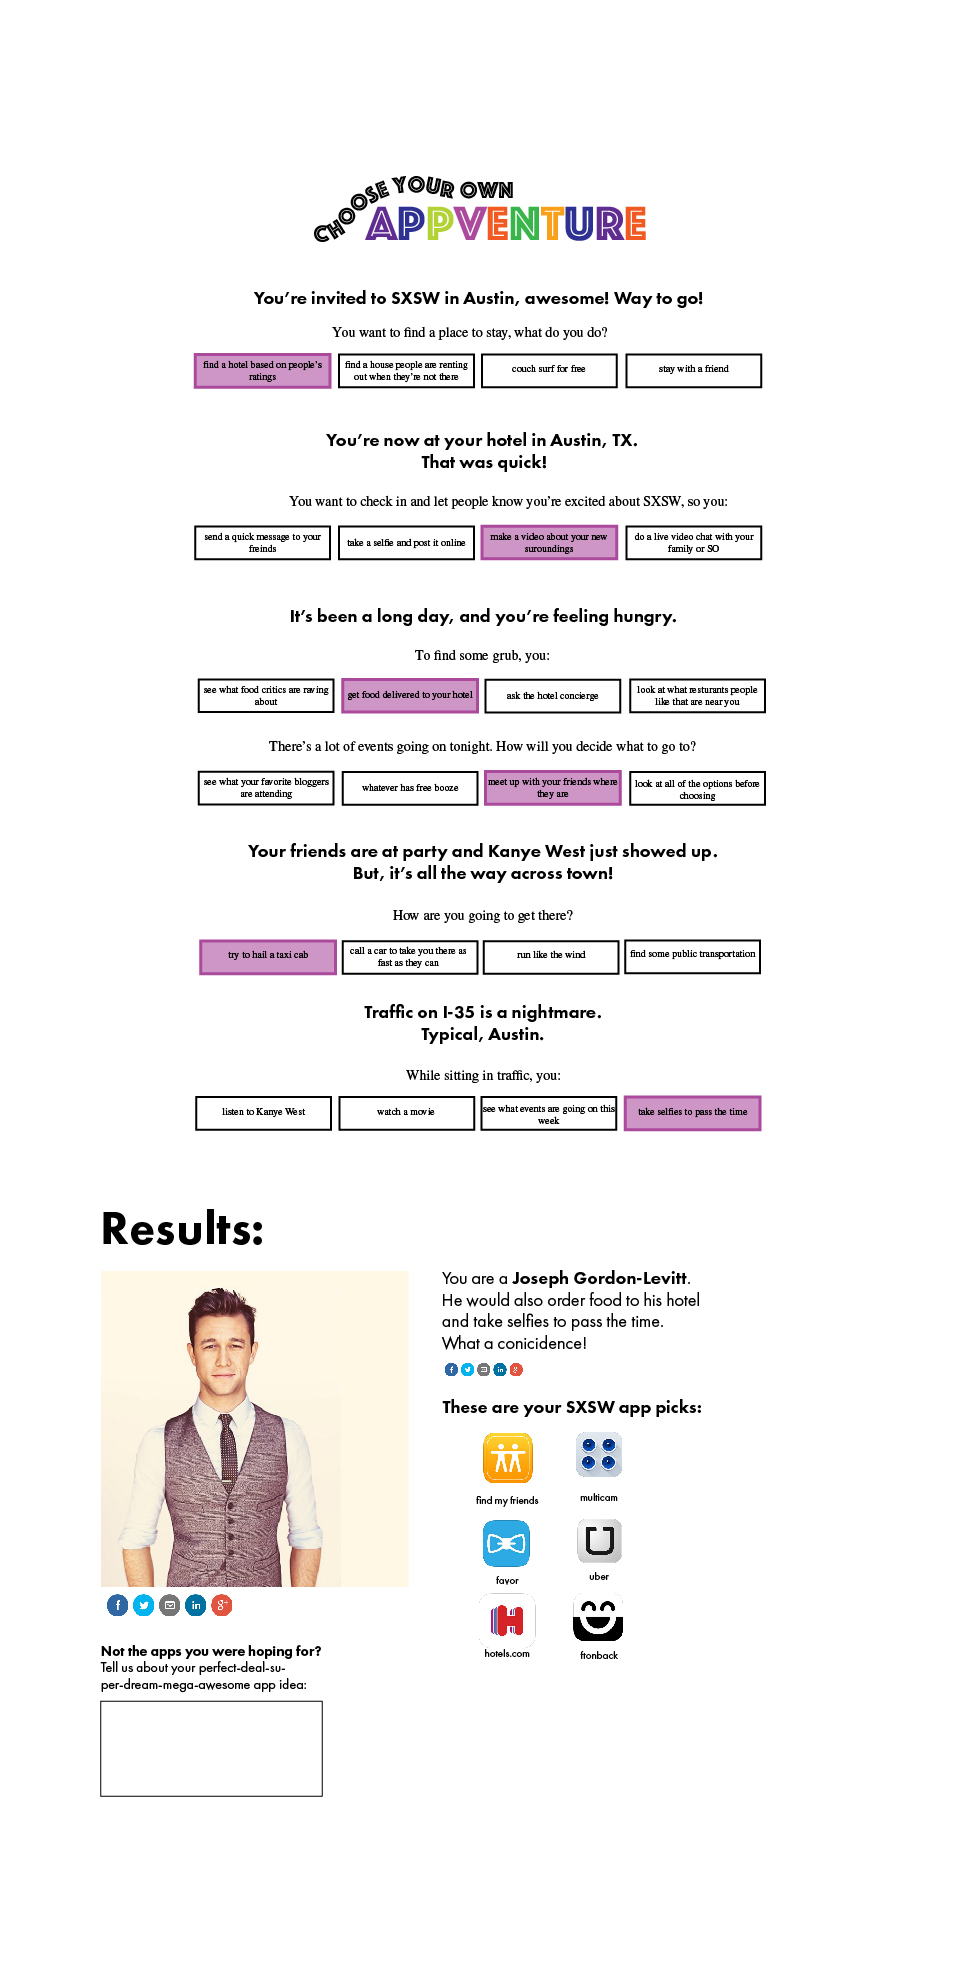 CHOOSE YOUR OWN
APPVENTURE
You're invited to SXSW in Austin, awesome! Way to go!
You want to find a place to stay, what do you do?
find a hotel based on people's
ratings
find a house people are renting
out when they're not there
couch surf for free
stay with a friend
You're now at your hotel in Austin, TX.
That was quick!
You want to check in and let people know you're excited about SXSW, so you:
send a quick message to your
freinds
take a selfie and post it online
make a video about your new
suroundings
do a live video chat with your
family or SO
It's been a long day, and you're feeling hungry.
To find some grub, you:
see what food critics are raving
about
get food delivered to your hotel
ask the hotel concierge
look at what resturants people
like that are near you
There's a lot of events going on tonight. How will you decide what to go to?
see what your favorite bloggers
are attending
whatever has free booze
meet up with your friends where
they are
look at all of the options before
choosing
Your friends are at party and Kanye West just showed up.
But, it's all the way across town!
How are you going to get there?
try to hail a taxi cab
call a car to take you there as
fast as they can
run like the wind
find some public transportation
Traffic on I-35 is a nightmare.
Typical, Austin.
While sitting in traffic, you:
listen to Kanye West
watch a movie
see what events are going on this
week
take selfies to pass the time
Results:
You are a Joseph Gordon-Levitt.
He would also order food to his hotel
and take selfies to pass the time.
What a conicidence!
These are your SXSW app picks:
find my friends
multicam
favor
uber
hotels.com
ftonback
Not the apps you were hoping for?
Tell us about your perfect-deal-su-
per-dream-mega-awesome app idea: